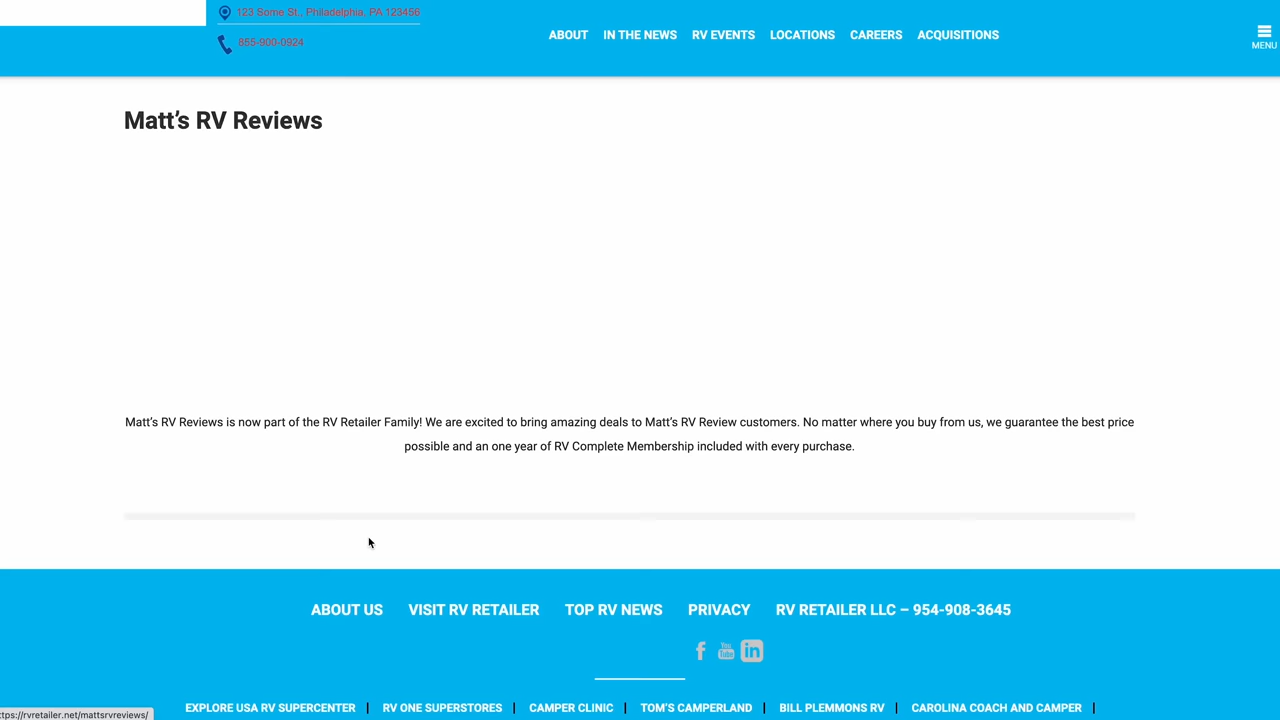 123 Some St., Philadelphia, PA 123456
855-900-0924
ABOUT IN THE NEWS RV EVENTS LOCATIONS CAREERS ACQUISITIONS
MENU
Matt’s RV Reviews
Matt’s RV Reviews is now part of the RV Retailer Family! We are excited to bring amazing deals to Matt’s RV Review customers. No matter where you buy from us, we guarantee the best price
possible and an one year of RV Complete Membership included with every purchase.
ABOUT US VISIT RV RETAILER TOP RV NEWS PRIVACY RV RETAILER LLC – 954-908-3645
f You Tube in
EXPLORE USA RV SUPERCENTER | RV ONE SUPERSTORES | CAMPER CLINIC | TOM’S CAMPERLAND | BILL PLEMMONS RV | CAROLINA COACH AND CAMPER |
ttps://rvretailer.net/mattsrvreviews/